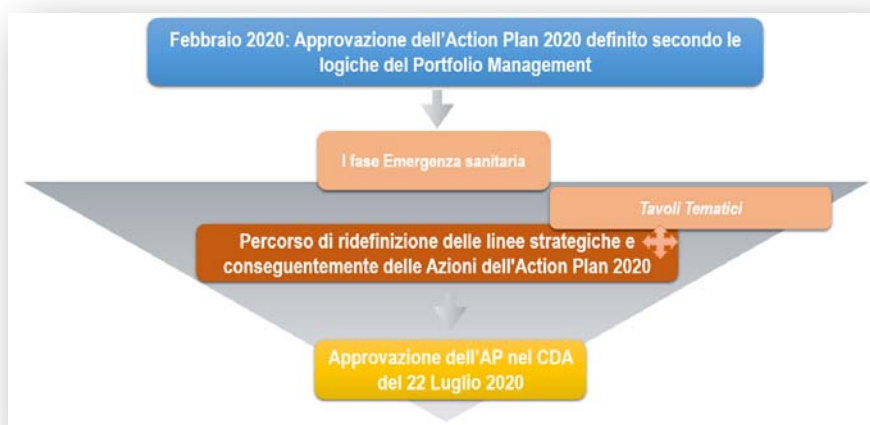 Febbraio 2020: Approvazione dell'Action Plan 2020 definito secondo le
logiche del Portfolio Management
I fase Emergenza sanitaria
Tavoli Tematici
Percorso di ridefinizione delle linee strategiche e
conseguentemente delle Azioni dell'Action Plan 2020
Approvazione dell'AP nel CDA
del 22 Luglio 2020